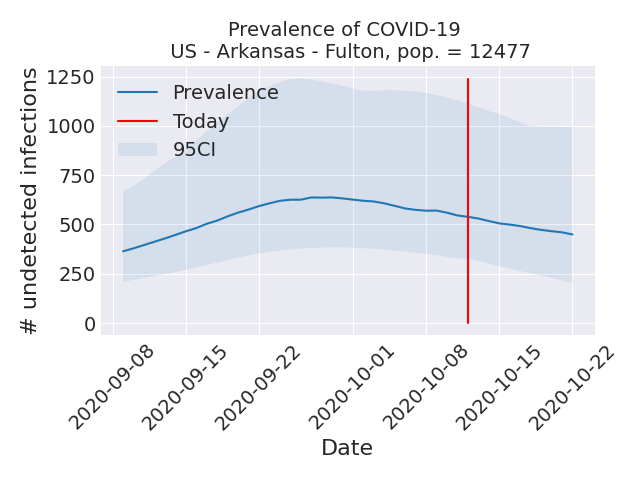 Prevalence of COVID-19
US - Arkansas - Fulton, pop. = 12477
# undetected infections
1250
1000
750
500
250
0
Prevalence
Today
95CI
2020-09-08
2020-09-15
2020-09-22
2020-10-01
2020-10-08
2020-10-15
2020-10-22
Date